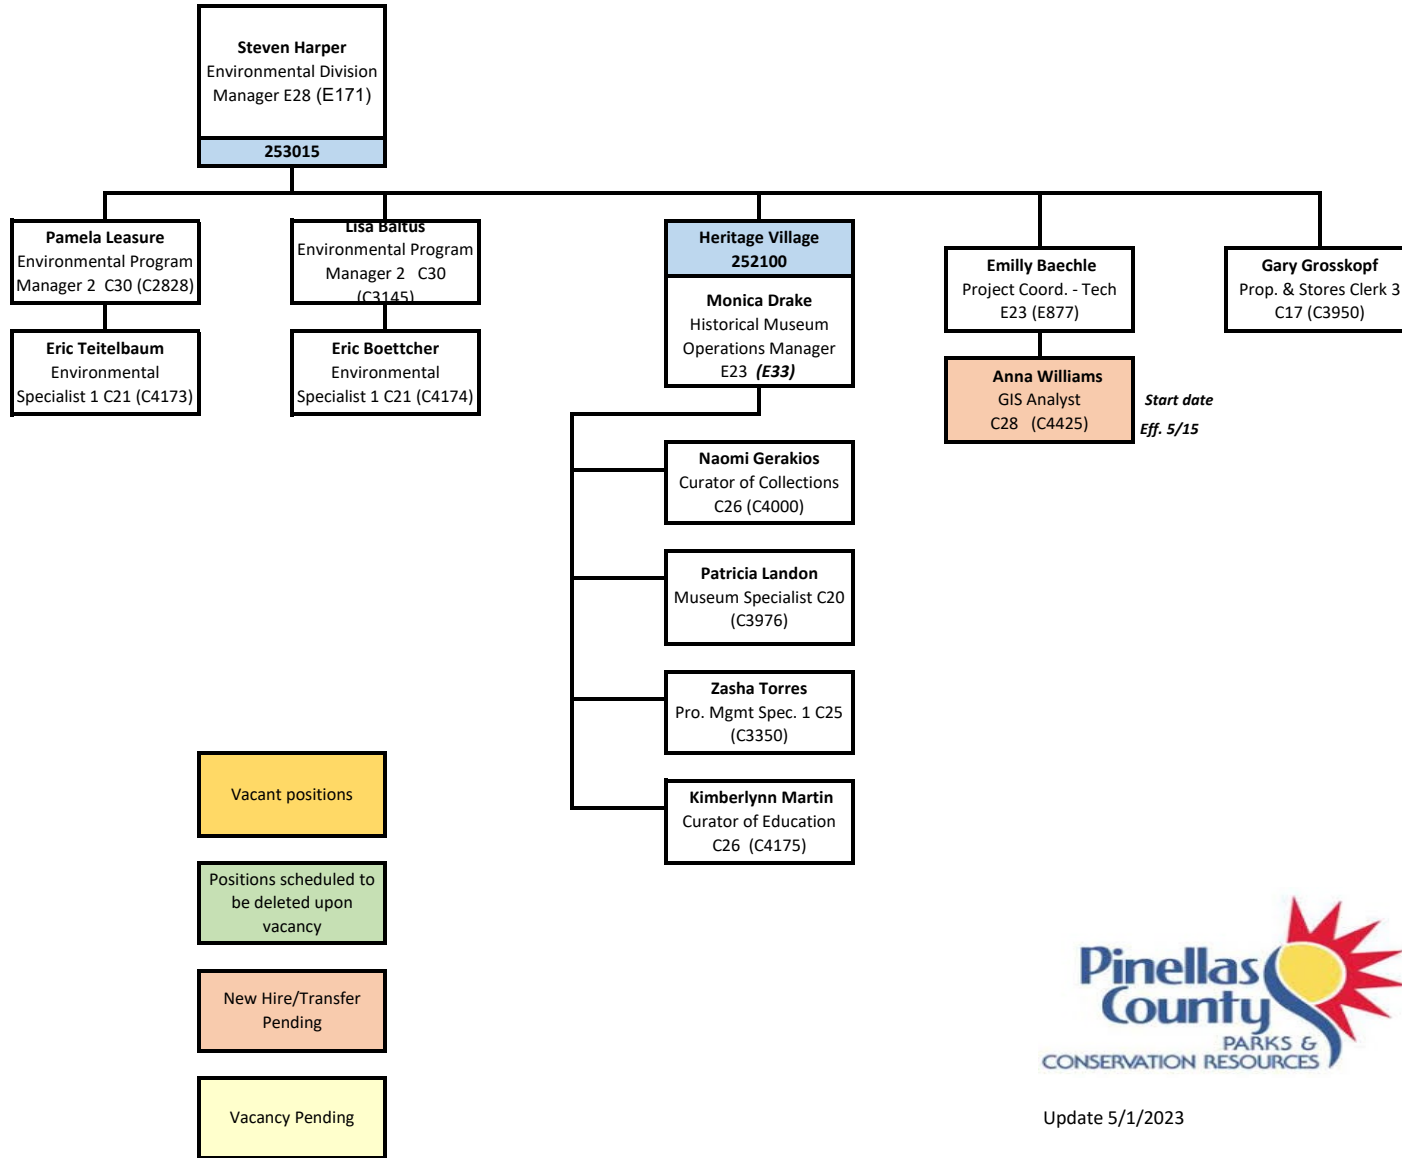 Steven Harper
Environmental Division
Manager E28 (E171)
253015
Pamela Leasure
Environmental Program
Manager 2 C30 (C2828)
Lisa Baltus
Environmental Program
Manager 2 C30
(C3145)
Heritage Village
252100
Monica Drake
Historical Museum
Operations Manager
E23 (E33)
Emilly Baechle
Project Coord. - Tech
E23 (E877)
Gary Grosskopf
Prop. & Stores Clerk 3
C17 (C3950)
Eric Teitelbaum
Environmental
Specialist 1 C21 (C4173)
Eric Boettcher
Environmental
Specialist 1 C21 (C4174)
Anna Williams
GIS Analyst
C28 (C4425)
Start date
Eff. 5/15
Naomi Gerakios
Curator of Collections
C26 (C4000)
Patricia Landon
Museum Specialist C20
(C3976)
Zasha Torres
Pro. Mgmt Spec. 1 C25
(C3350)
Kimberlynn Martin
Curator of Education
C26 (C4175)
Vacant positions
Positions scheduled to
be deleted upon
vacancy
New Hire/Transfer
Pending
Vacancy Pending
Pinellas
County
PARKS &
CONSERVATION RESOURCES
Update 5/1/2023